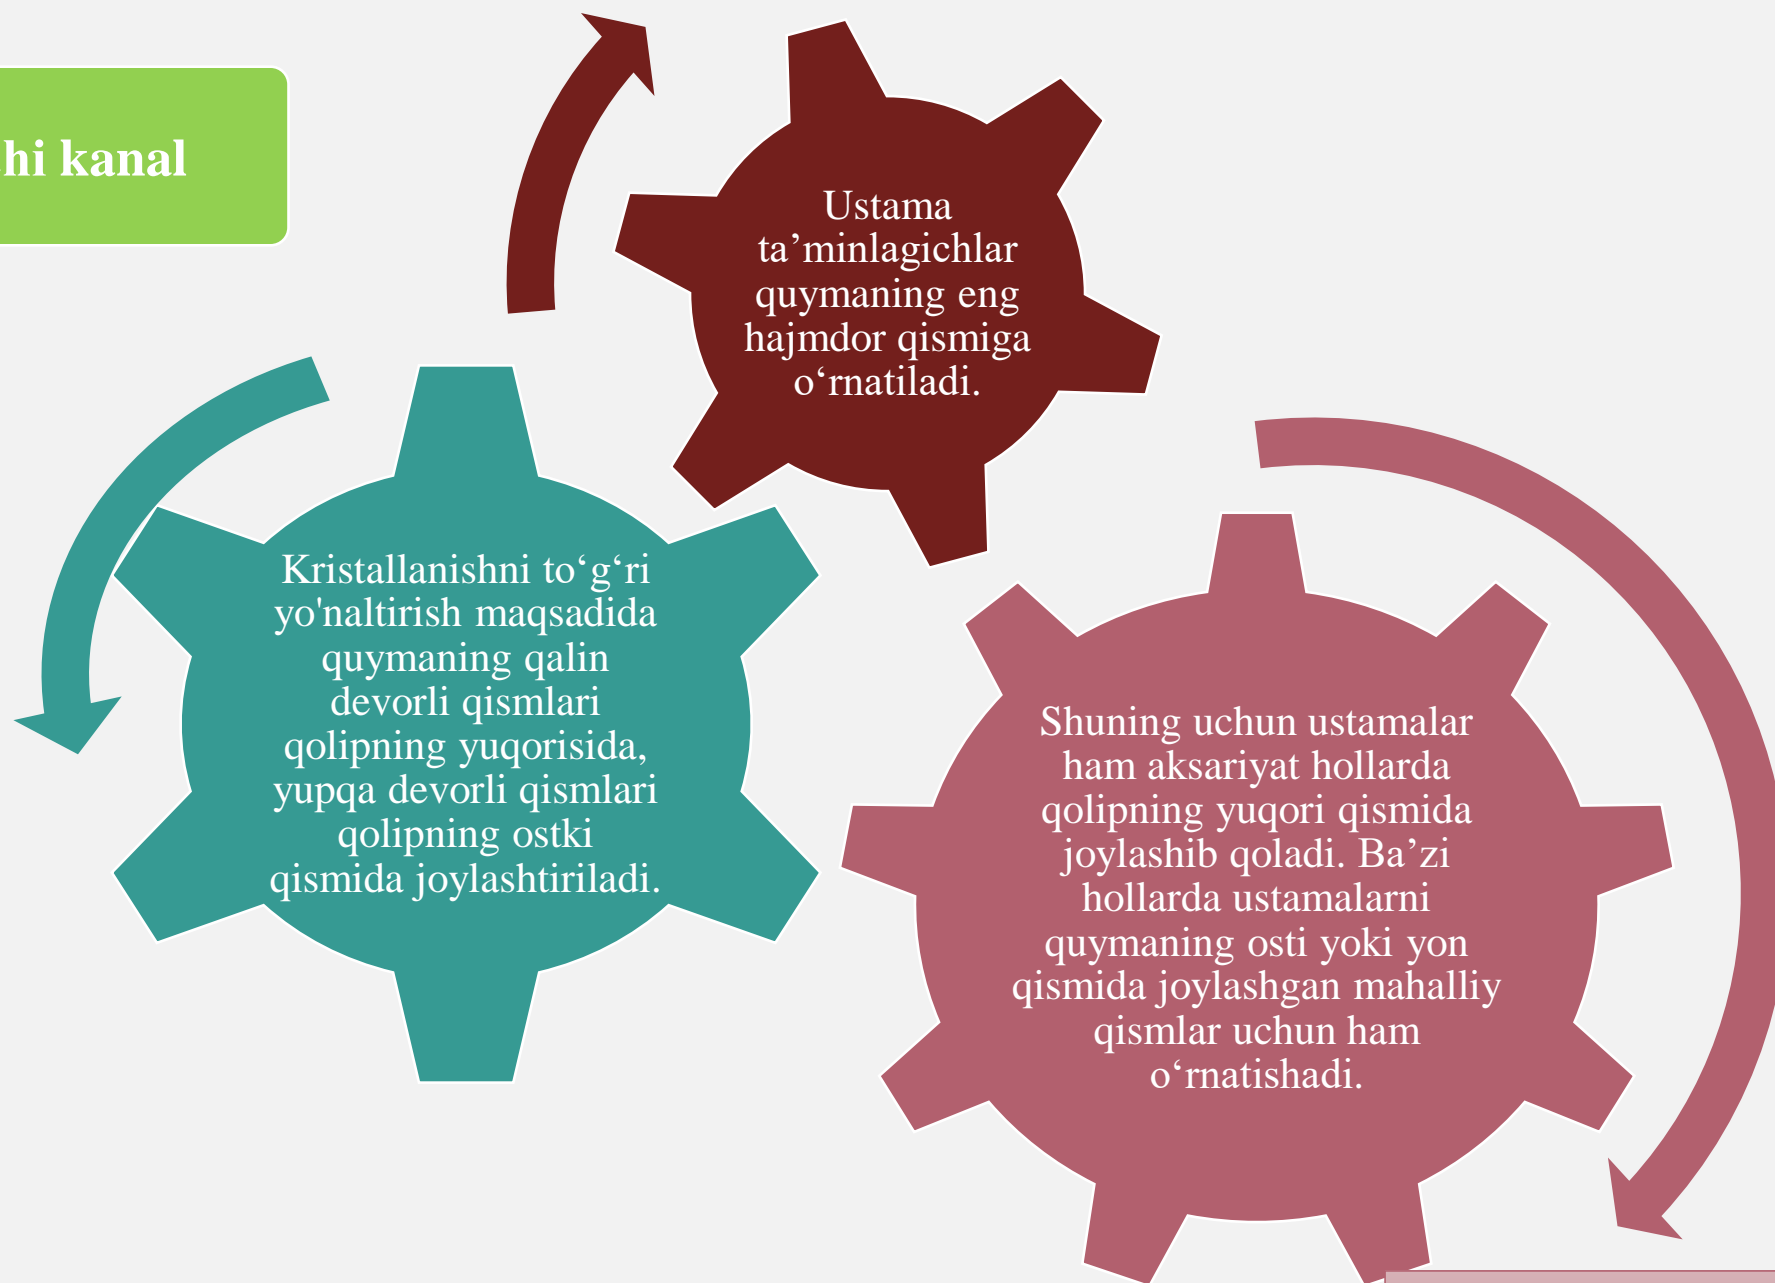 kanal
Ustama
ta’minlagichlar
quymaning eng
hajmdor qismiga
o‘rnatiladi.
Kristallanishni to‘g‘ri
yo'naltirish maqsadida
quymaning qalin
devorli qismlari
qolipning yuqorisida,
yupqa devorli qismlari
qolipning ostki
qismida joylashtiriladi.
Shuning uchun ustamalar
ham aksariyat hollarda
qolipning yuqori qismida
joylashib qoladi. Ba’zi
hollarda ustamalarni
quymaning osti yoki yon
qismida joylashgan mahalliy
qismlar uchun ham
o‘rnatishadi.